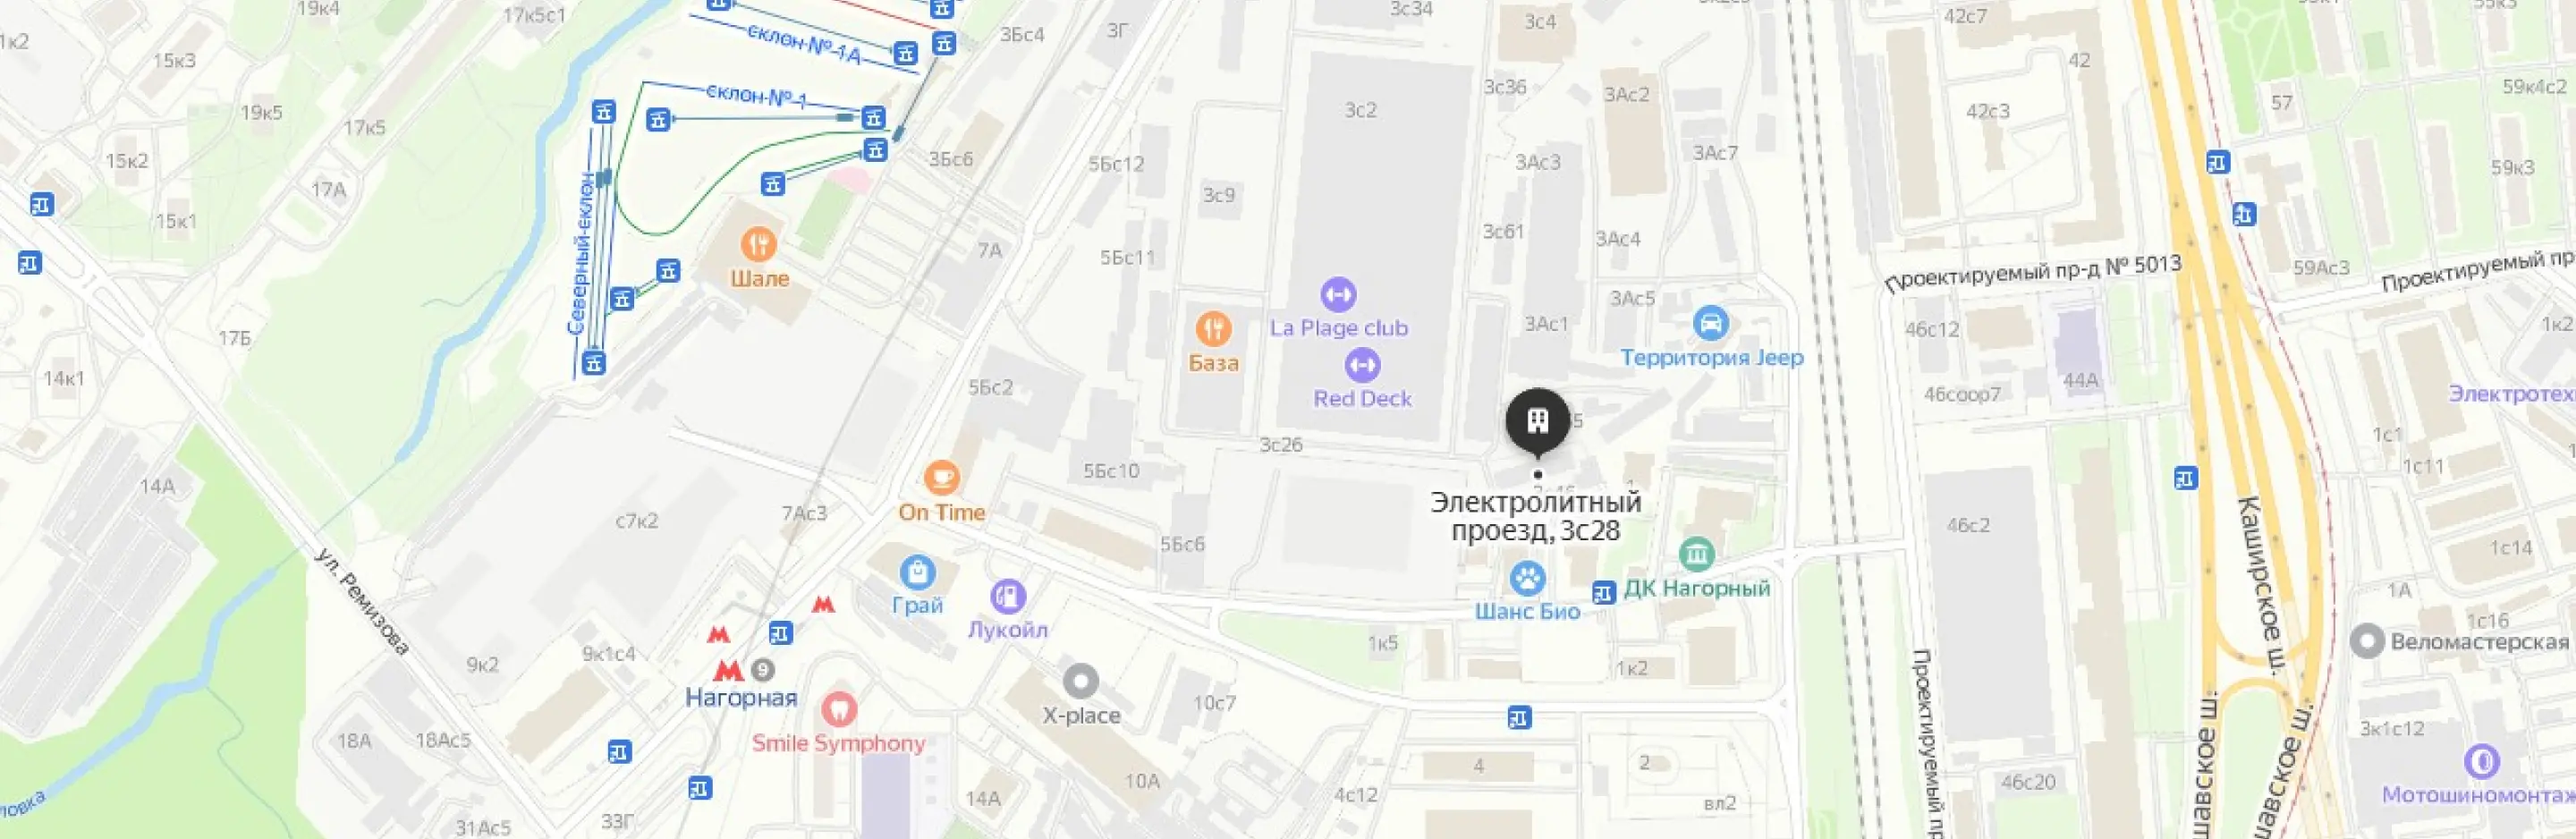 19к4
17к5с1
1к2
15к3
19к5
17к5
15к2
17А
15к1
17Б
14к1
14А
склон № 1А
склон № 1
Северный склон
3Бс4
3Г
3Бс6
5Бс12
7А
5Бс11
Шале
5Бс2
5Бс10
On Time
7Ас3
с7к2
5Бс6
3с34
3с4
3с2
3с36
3Ас2
3с9
3Ас3
3Ас7
3с61
3Ас4
3Ас5
3Ас1
La Plage club
База
Red Deck
Территория Jeep
3с26
Электролитный
проезд, 3с28
ДК Нагорный
Шанс Био
Грай
Лукойл
1к5
1к2
ул. Ремизова
9к2
9к1с4
9
Нагорная
Smile Symphony
X-place
10с7
10А
14А
18А
18Ас5
31Ас5
33Г
4с12
4
2
вл2
42с7
42
42с3
57
59к4с2
59к3
59Ас3
Проектируемый пр-д № 5013
Проектируемый пр
46с12
44А
46соор7
1к2
Электротех
1с1
1с11
46с2
Каширское ш.
1с14
1А
1с16
Веломастерская
Проектируемый пр
46с20
шавское ш.
шавское ш.
3к1с12
Мотошиномонтаж
ловка